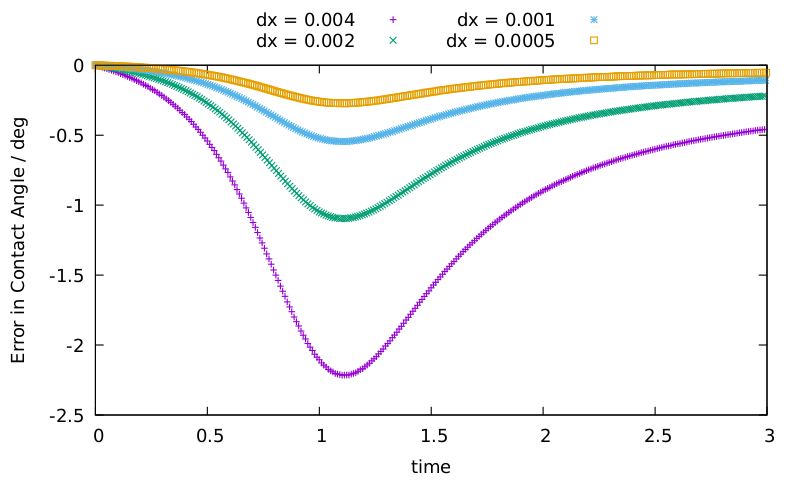 dx = 0.004 dx = 0.001
dx = 0.002 dx = 0.0005
0
-0.5
-1
-1.5
-2
-2.5
Error in Contact Angle / deg
0 0.5 1 1.5 2 2.5 3
time